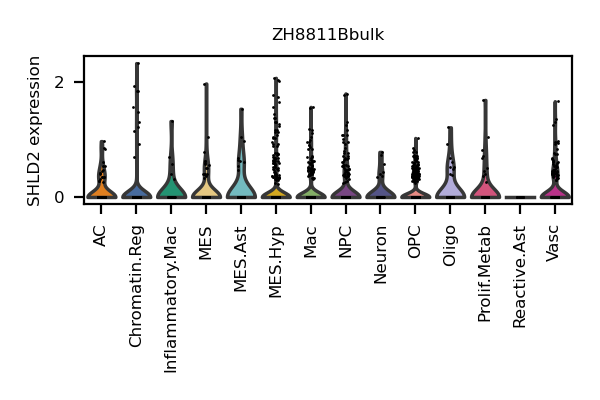 ZH8811Bbulk
SHLD2 expression
2
0
AC
Chromatin.Reg
Inflammatory.Mac
MES
MES.Ast
MES.Hyp
Mac
NPC
Neuron
OPC
Oligo
Prolif.Metab
Reactive.Ast
Vasc